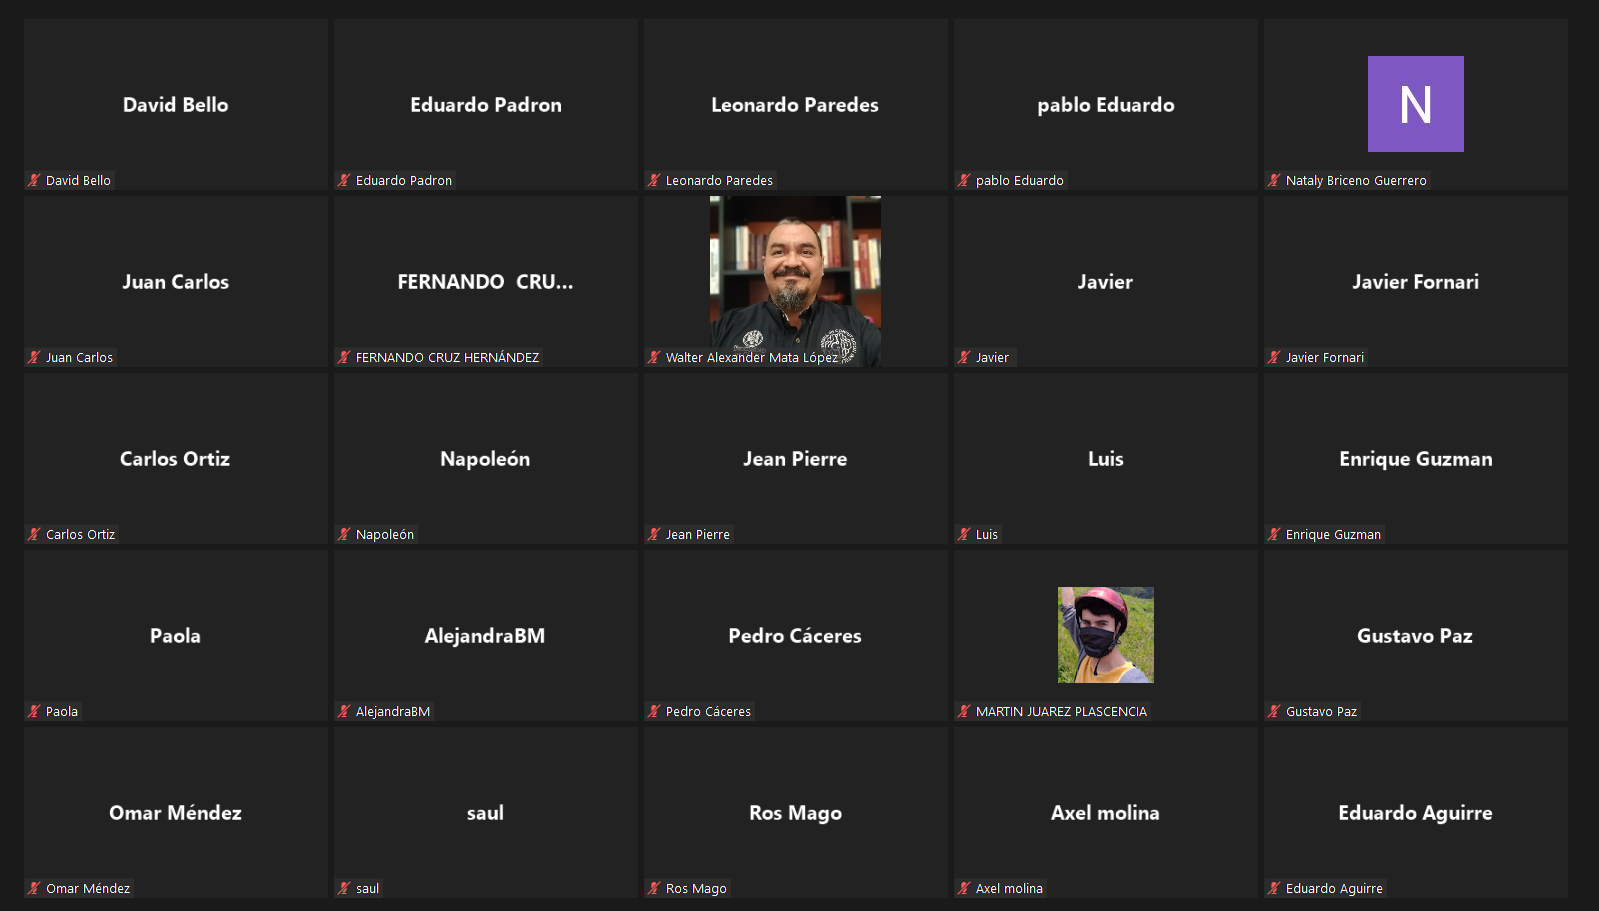 David Bello
David Bello
Eduardo Padron
Eduardo Padron
Leonardo Paredes
Leonardo Paredes
pablo Eduardo
pablo Eduardo
N
Nataly Briceno Guerrero
Juan Carlos
Juan Carlos
FERNANDO CRU...
FERNANDO CRUZ HERNÁNDEZ
Walter Alexander Mata López
Javier
Javier
Javier Fornari
Javier Fornari
Carlos Ortiz
Carlos Ortiz
Napoleón
Napoleón
Jean Pierre
Jean Pierre
Luis
Luis
Enrique Guzman
Enrique Guzman
Paola
Paola
AlejandraBM
AlejandraBM
Pedro Cáceres
Pedro Cáceres
MARTIN JUAREZ PLASCENCIA
Gustavo Paz
Gustavo Paz
Omar Méndez
Omar Méndez
saul
saul
Ros Mago
Ros Mago
Axel molina
Axel molina
Eduardo Aguirre
Eduardo Aguirre